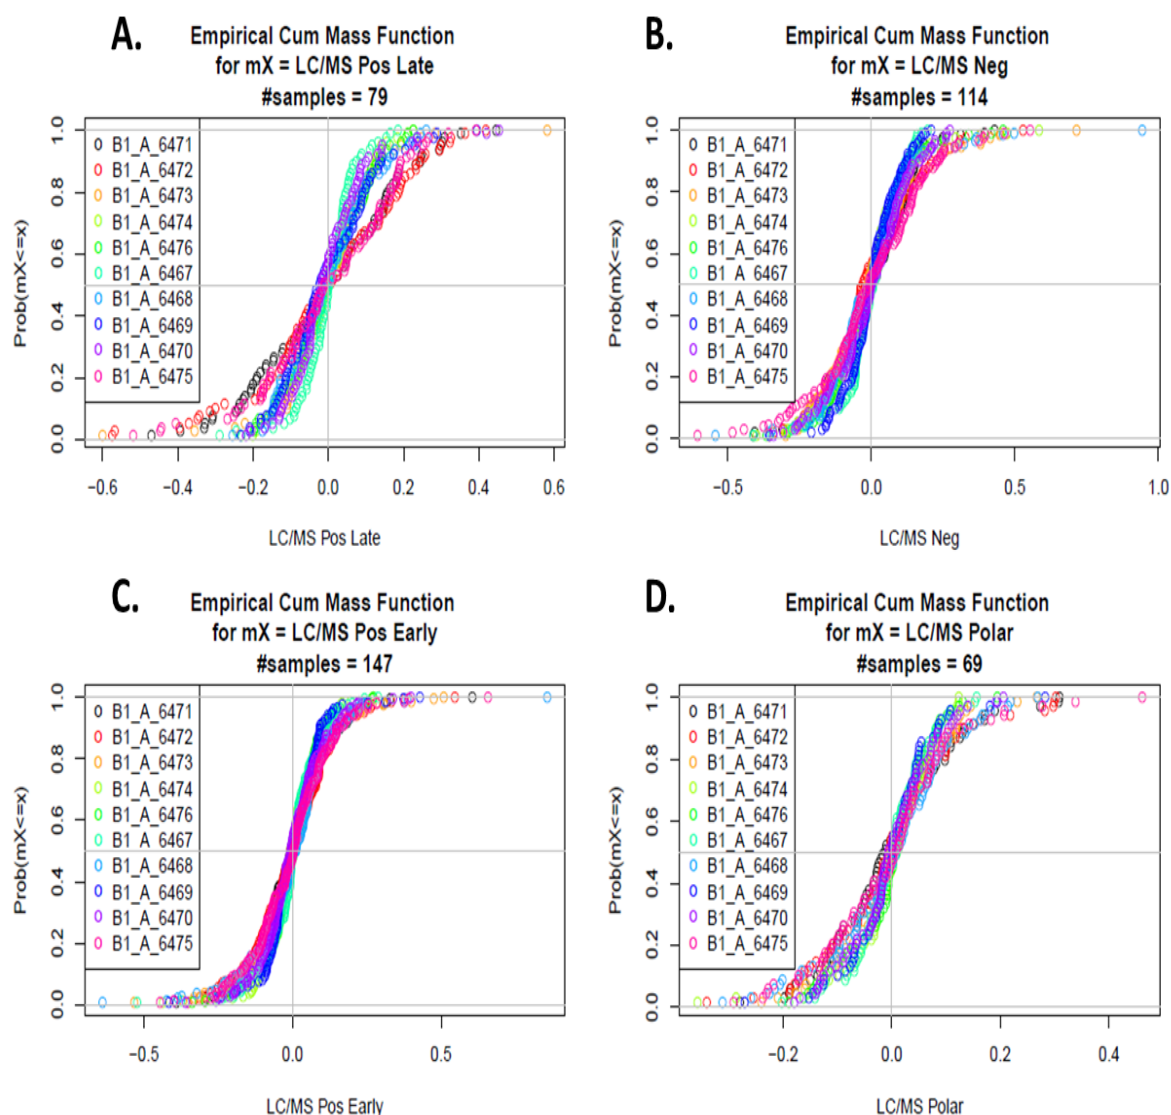 A.
Empirical Cum Mass Function
for mX = LC/MS Pos Late
#samples = 79
Prob(mX<=x)
1.0
0.8
0.6
0.4
0.2
0.0
B1_A_6471
B1_A_6472
B1_A_6473
B1_A_6474
B1_A_6476
B1_A_6467
B1_A_6468
B1_A_6469
B1_A_6470
B1_A_6475
−0.6 −0.4 −0.2 0.0 0.2 0.4 0.6
LC/MS Pos Late
B.
Empirical Cum Mass Function
for mX = LC/MS Neg
#samples = 114
Prob(mX<=x)
1.0
0.8
0.6
0.4
0.2
0.0
B1_A_6471
B1_A_6472
B1_A_6473
B1_A_6474
B1_A_6476
B1_A_6467
B1_A_6468
B1_A_6469
B1_A_6470
B1_A_6475
−0.5 0.0 0.5 1.0
LC/MS Neg
C.
Empirical Cum Mass Function
for mX = LC/MS Pos Early
#samples = 147
Prob(mX<=x)
1.0
0.8
0.6
0.4
0.2
0.0
B1_A_6471
B1_A_6472
B1_A_6473
B1_A_6474
B1_A_6476
B1_A_6467
B1_A_6468
B1_A_6469
B1_A_6470
B1_A_6475
−0.5 0.0 0.5
LC/MS Pos Early
D.
Empirical Cum Mass Function
for mX = LC/MS Polar
#samples = 69
Prob(mX<=x)
1.0
0.8
0.6
0.4
0.2
0.0
B1_A_6471
B1_A_6472
B1_A_6473
B1_A_6474
B1_A_6476
B1_A_6467
B1_A_6468
B1_A_6469
B1_A_6470
B1_A_6475
−0.2 0.0 0.2 0.4
LC/MS Polar